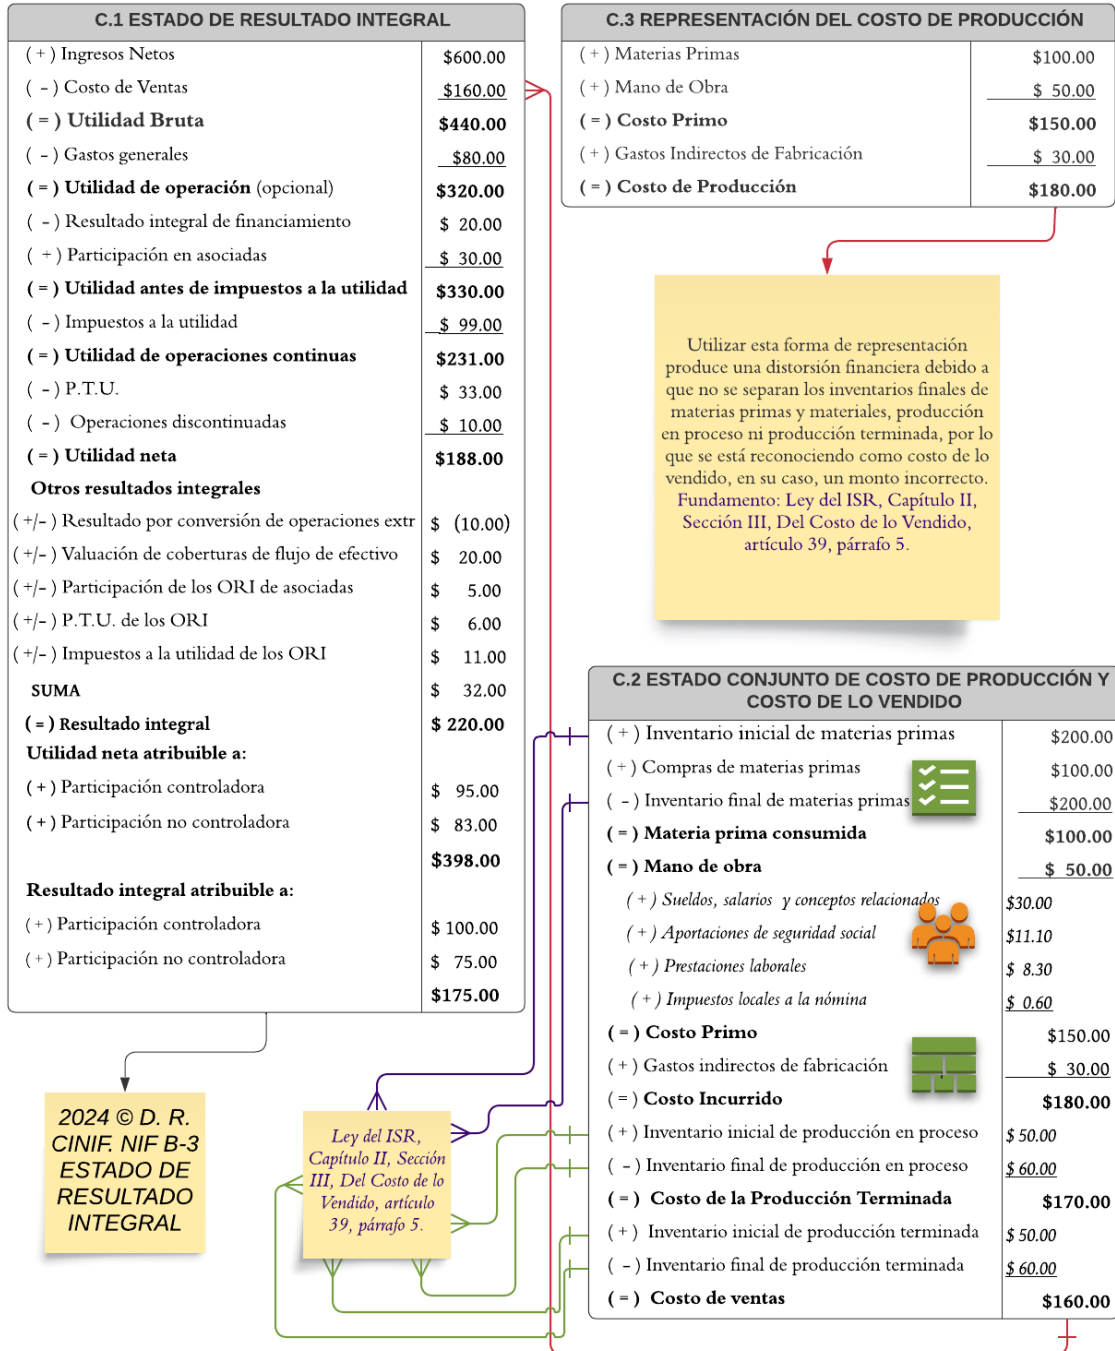 C.1 ESTADO DE RESULTADO INTEGRAL
( + ) Ingresos Netos $600.00
( - ) Costo de Ventas $160.00
( = ) Utilidad Bruta $440.00
( - ) Gastos generales $80.00
( = ) Utilidad de operación (opcional) $320.00
( - ) Resultado integral de financiamiento $ 20.00
( + ) Participación en asociadas $ 30.00
( = ) Utilidad antes de impuestos a la utilidad $330.00
( - ) Impuestos a la utilidad $ 99.00
( = ) Utilidad de operaciones continuas $231.00
( - ) P.T.U. $ 33.00
( - ) Operaciones discontinuadas $ 10.00
( = ) Utilidad neta $188.00
Otros resultados integrales
( +/- ) Resultado por conversión de operaciones extr $ (10.00)
( +/- ) Valuación de coberturas de flujo de efectivo $ 20.00
( +/- ) Participación de los ORI de asociadas $ 5.00
( +/- ) P.T.U. de los ORI $ 6.00
( +/- ) Impuestos a la utilidad de los ORI $ 11.00
SUMA $ 32.00
( = ) Resultado integral $ 220.00
Utilidad neta atribuible a:
( + ) Participación controladora $ 95.00
( + ) Participación no controladora $ 83.00
$398.00
Resultado integral atribuible a:
( + ) Participación controladora $ 100.00
( + ) Participación no controladora $ 75.00
$175.00
2024 © D. R.
CINIF. NIF B-3
ESTADO DE
RESULTADO
INTEGRAL
C.3 REPRESENTACIÓN DEL COSTO DE PRODUCCIÓN
( + ) Materias Primas $100.00
( + ) Mano de Obra $ 50.00
( = ) Costo Primo $150.00
( + ) Gastos Indirectos de Fabricación $ 30.00
( = ) Costo de Producción $180.00
Utilizar esta forma de representación
produce una distorsión financiera debido a
que no se separan los inventarios finales de
materias primas y materiales, producción
en proceso ni producción terminada, por lo
que se está reconociendo como costo de lo
vendido, en su caso, un monto incorrecto.
Fundamento: Ley del ISR, Capítulo II,
Sección III, Del Costo de lo Vendido,
artículo 39, párrafo 5.
C.2 ESTADO CONJUNTO DE COSTO DE PRODUCCIÓN Y
COSTO DE LO VENDIDO
( + ) Inventario inicial de materias primas $200.00
( + ) Compras de materias primas $100.00
( - ) Inventario final de materias primas $200.00
( = ) Materia prima consumida $100.00
( = ) Mano de obra $ 50.00
( + ) Sueldos, salarios y conceptos relacionados $30.00
( + ) Aportaciones de seguridad social $11.10
( + ) Prestaciones laborales $ 8.30
( + ) Impuestos locales a la nómina $ 0.60
( = ) Costo Primo $150.00
( + ) Gastos indirectos de fabricación $ 30.00
( = ) Costo Incurrido $180.00
( + ) Inventario inicial de producción en proceso $ 50.00
( - ) Inventario final de producción en proceso $ 60.00
( = ) Costo de la Producción Terminada $170.00
( + ) Inventario inicial de producción terminada $ 50.00
( - ) Inventario final de producción terminada $ 60.00
( = ) Costo de ventas $160.00
Ley del ISR,
Capítulo II, Sección
III, Del Costo de lo
Vendido, artículo
39, párrafo 5.